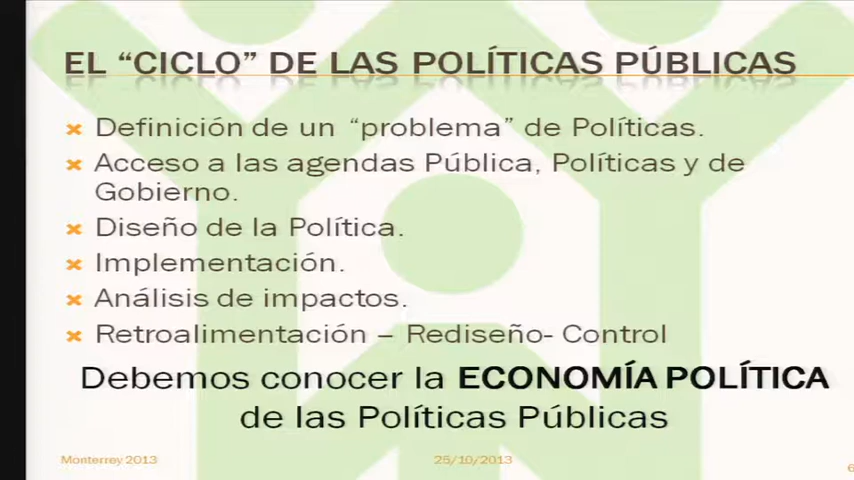 EL “CICLO” DE LAS POLÍTICAS PÚBLICAS
Definición de un “problema” de Políticas.
Acceso a las agendas Pública, Políticas y de
Gobierno.
Diseño de la Política.
Implementación.
Análisis de impactos.
Retroalimentación – Rediseño- Control
Debemos conocer la ECONOMÍA POLÍTICA
de las Políticas Públicas
Monterrey 2013 25/10/2013 6